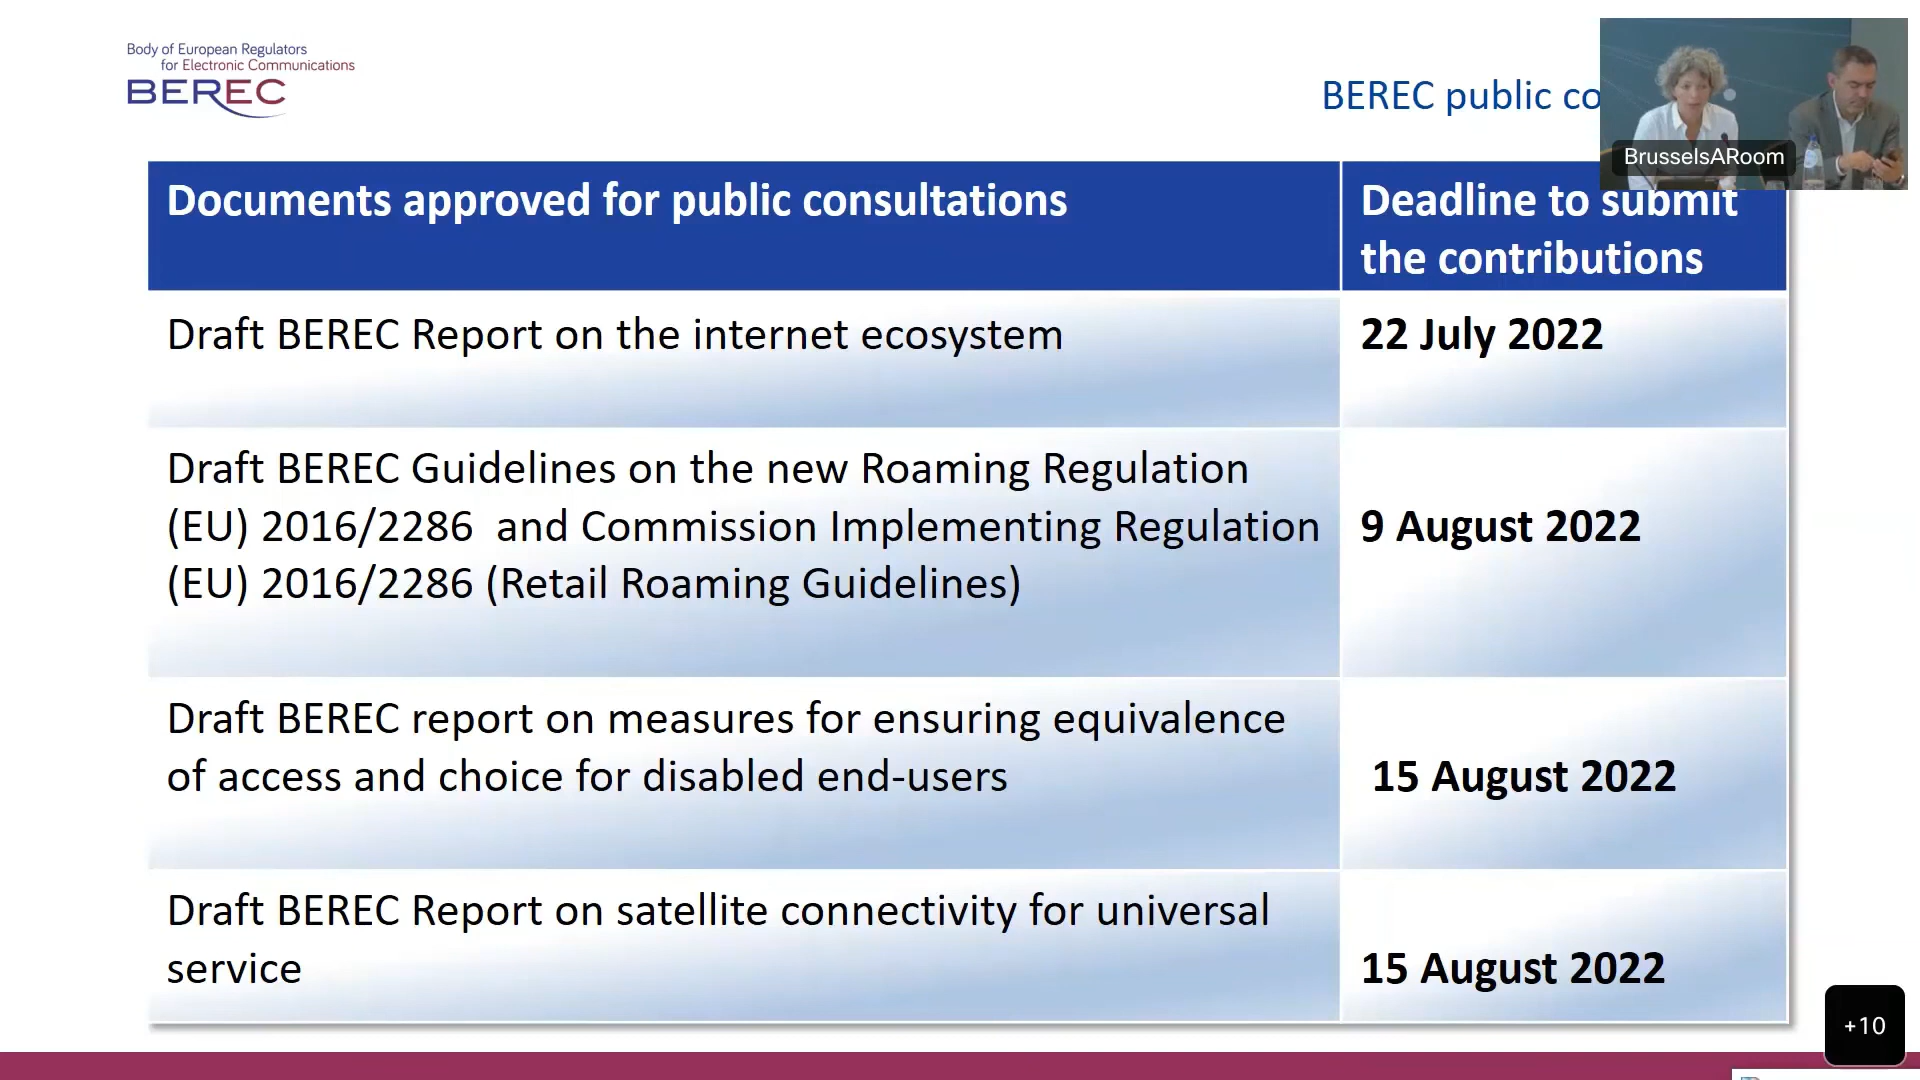 Body of European Regulators
for Electronic Communications
BEREC
BEREC public co
BrusselsARoom
Documents approved for public consultations
Deadline to submit
the contributions
Draft BEREC Report on the internet ecosystem
22 July 2022
Draft BEREC Guidelines on the new Roaming Regulation
(EU) 2016/2286 and Commission Implementing Regulation
(EU) 2016/2286 (Retail Roaming Guidelines)
9 August 2022
Draft BEREC report on measures for ensuring equivalence
of access and choice for disabled end-users
15 August 2022
Draft BEREC Report on satellite connectivity for universal
service
15 August 2022
+10